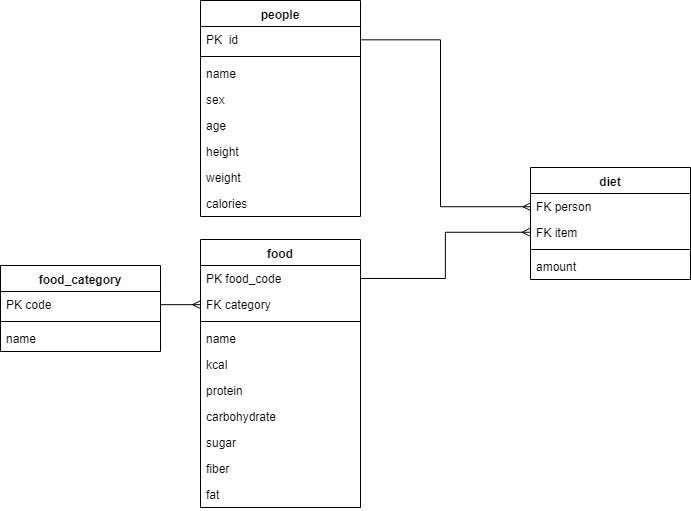 people
PK id
name
sex
age
height
weight
calories
diet
FK person
FK item
amount
food
PK food_code
FK category
name
kcal
protein
carbohydrate
sugar
fiber
fat
food_category
PK code
name